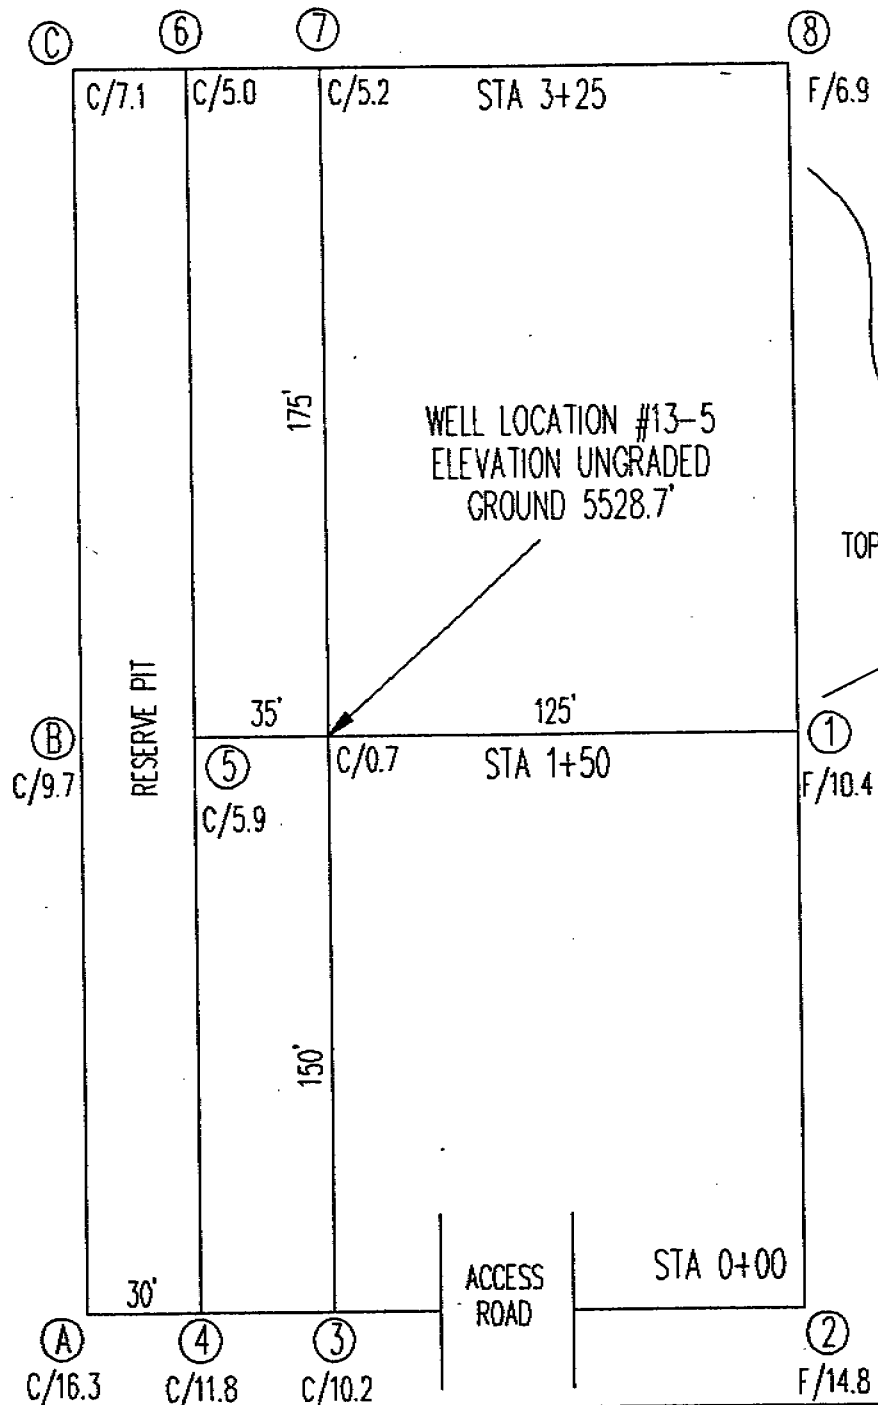 C
6
7
8
C/7.1
C/5.0
C/5.2
STA 3+25
F/6.9
175'
WELL LOCATION #13-5
ELEVATION UNGRADED
GROUND 5528.7'
TOP
RESERVE PIT
35'
125'
B
C/9.7
5
C/5.9
C/0.7
STA 1+50
1
F/10.4
150'
30'
ACCESS
ROAD
STA 0+00
A
4
3
2
C/16.3
C/11.8
C/10.2
F/14.8